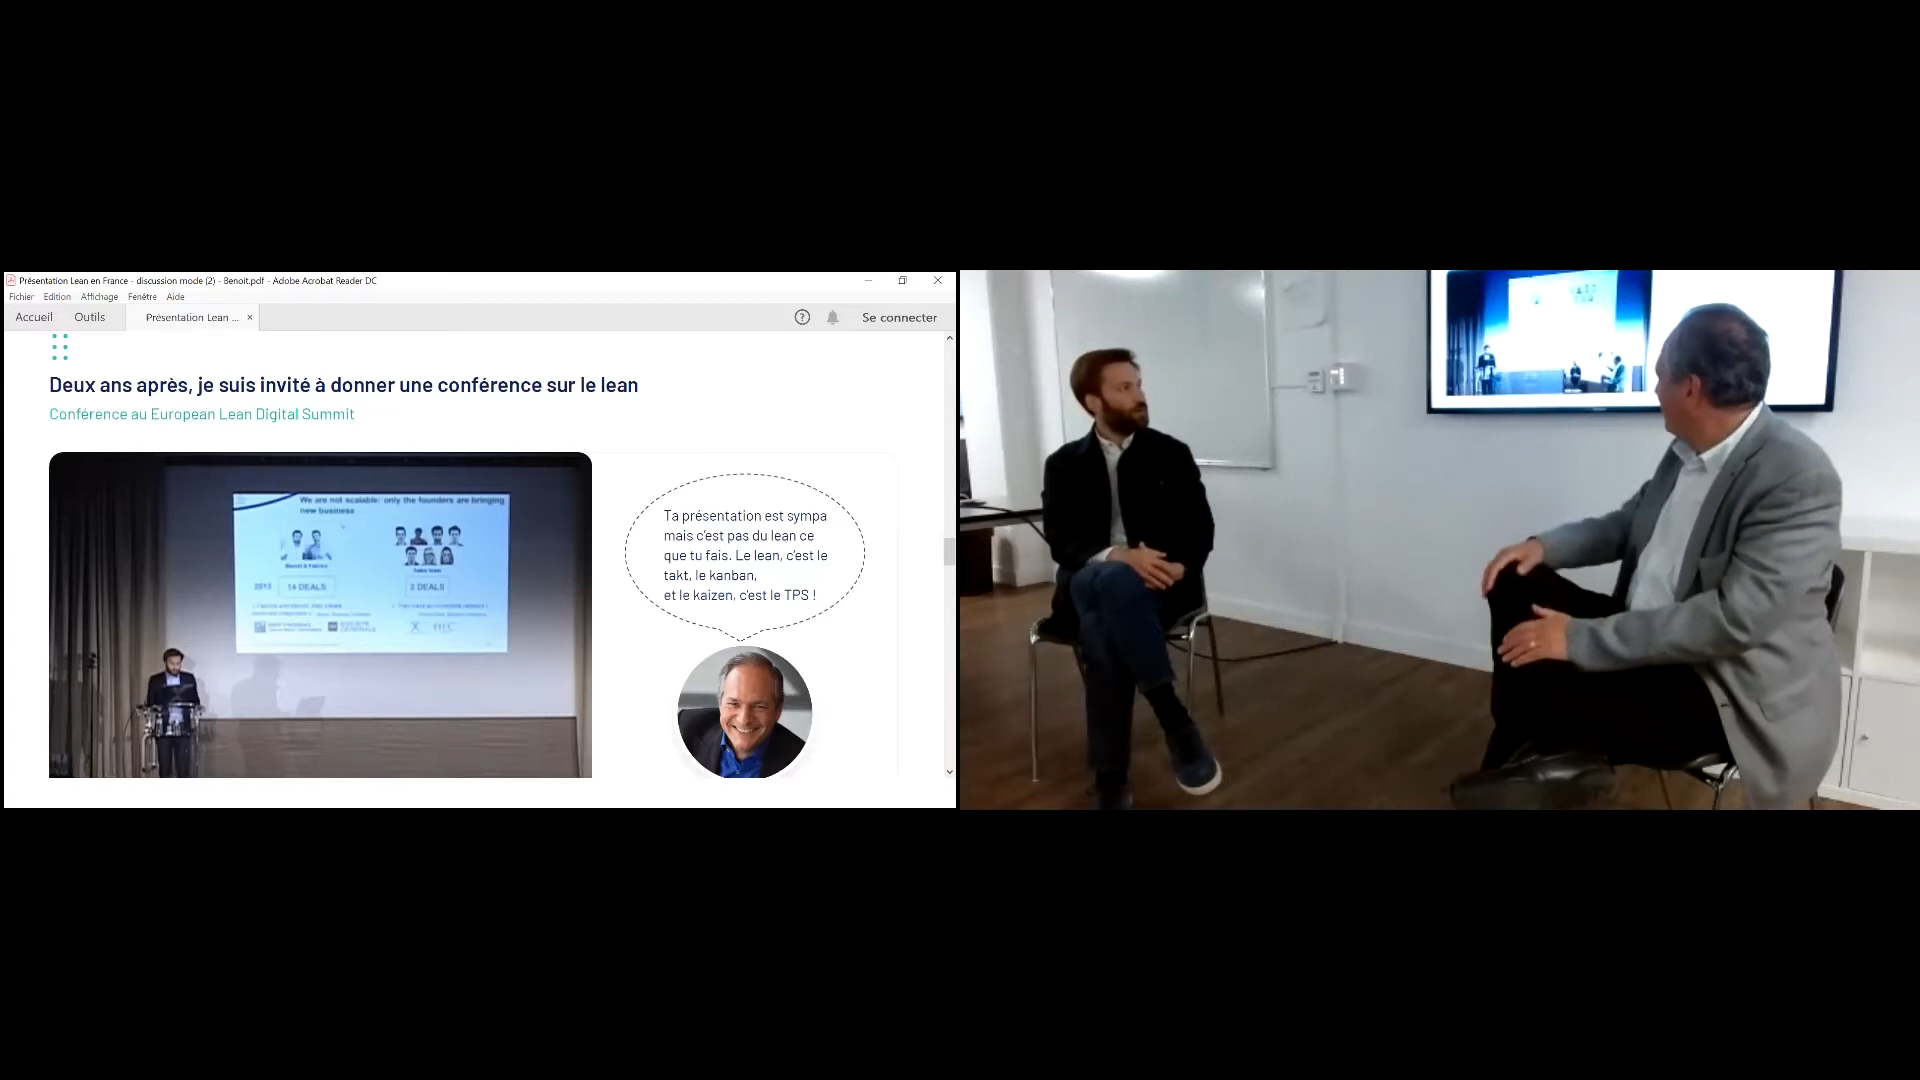 Présentation Lean en France - discussion mode (2) - Benoit.pdf - Adobe Acrobat Reader DC
Fichier Edition Affichage Fenêtre Aide
Accueil Outils Présentation Lean ... × Se connecter
Deux ans après, je suis invité à donner une conférence sur le lean
Conférence au European Lean Digital Summit
We are not scalable: only the founders are bringing
new business
2013 14 DEALS 2 DEALS
Ta présentation est sympa
mais c'est pas du lean ce
que tu fais. Le lean, c'est le
takt, le kanban,
et le kaizen, c'est le TPS !